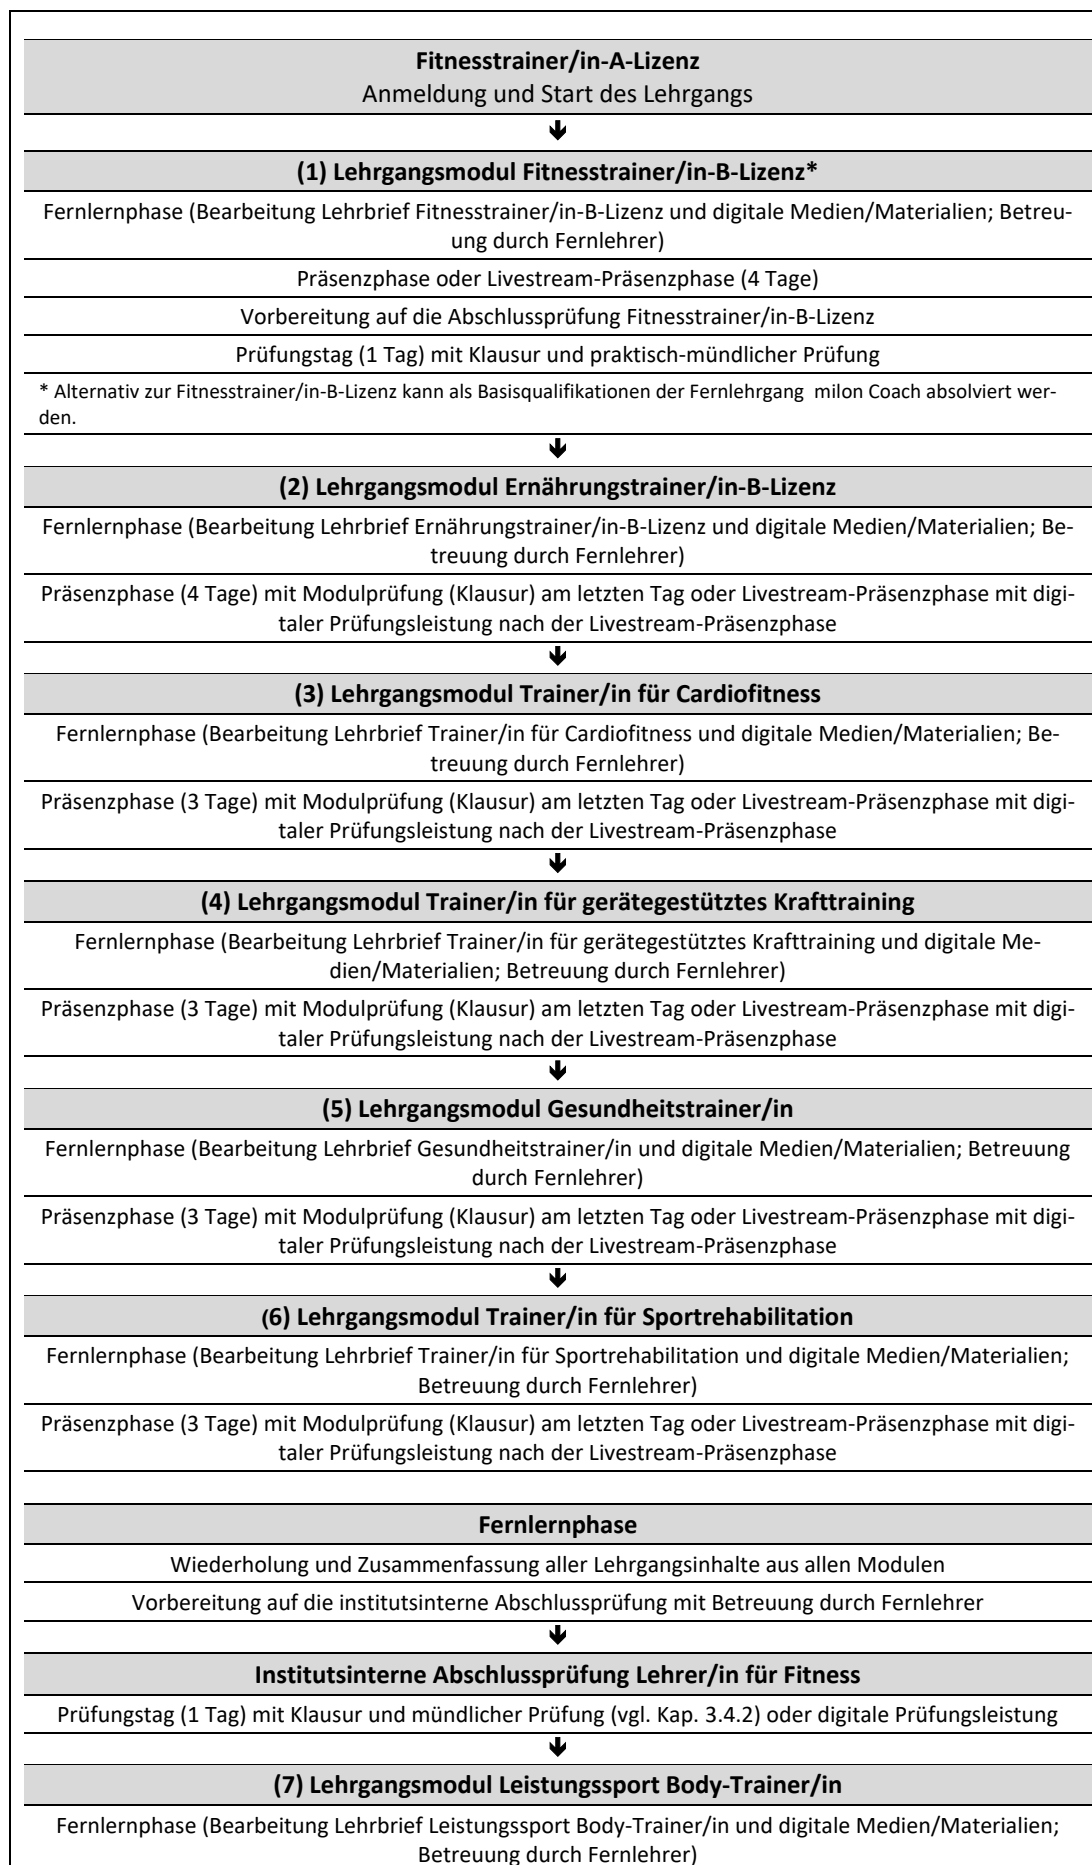 Fitnesstrainer/in-A-Lizenz
Anmeldung und Start des Lehrgangs
🡻
(1) Lehrgangsmodul Fitnesstrainer/in-B-Lizenz*
Fernlernphase (Bearbeitung Lehrbrief Fitnesstrainer/in-B-Lizenz und digitale Medien/Materialien; Betreu-
ung durch Fernlehrer)
Präsenzphase oder Livestream-Präsenzphase (4 Tage)
Vorbereitung auf die Abschlussprüfung Fitnesstrainer/in-B-Lizenz
Prüfungstag (1 Tag) mit Klausur und praktisch-mündlicher Prüfung
* Alternativ zur Fitnesstrainer/in-B-Lizenz kann als Basisqualifikationen der Fernlehrgang milon Coach absolviert wer-
den.
🡻
(2) Lehrgangsmodul Ernährungstrainer/in-B-Lizenz
Fernlernphase (Bearbeitung Lehrbrief Ernährungstrainer/in-B-Lizenz und digitale Medien/Materialien; Be-
treuung durch Fernlehrer)
Präsenzphase (4 Tage) mit Modulprüfung (Klausur) am letzten Tag oder Livestream-Präsenzphase mit digi-
taler Prüfungsleistung nach der Livestream-Präsenzphase
🡻
(3) Lehrgangsmodul Trainer/in für Cardiofitness
Fernlernphase (Bearbeitung Lehrbrief Trainer/in für Cardiofitness und digitale Medien/Materialien; Be-
treuung durch Fernlehrer)
Präsenzphase (3 Tage) mit Modulprüfung (Klausur) am letzten Tag oder Livestream-Präsenzphase mit digi-
taler Prüfungsleistung nach der Livestream-Präsenzphase
🡻
(4) Lehrgangsmodul Trainer/in für gerätegestütztes Krafttraining
Fernlernphase (Bearbeitung Lehrbrief Trainer/in für gerätegestütztes Krafttraining und digitale Me-
dien/Materialien; Betreuung durch Fernlehrer)
Präsenzphase (3 Tage) mit Modulprüfung (Klausur) am letzten Tag oder Livestream-Präsenzphase mit digi-
taler Prüfungsleistung nach der Livestream-Präsenzphase
🡻
(5) Lehrgangsmodul Gesundheitstrainer/in
Fernlernphase (Bearbeitung Lehrbrief Gesundheitstrainer/in und digitale Medien/Materialien; Betreuung
durch Fernlehrer)
Präsenzphase (3 Tage) mit Modulprüfung (Klausur) am letzten Tag oder Livestream-Präsenzphase mit digi-
taler Prüfungsleistung nach der Livestream-Präsenzphase
🡻
(6) Lehrgangsmodul Trainer/in für Sportrehabilitation
Fernlernphase (Bearbeitung Lehrbrief Trainer/in für Sportrehabilitation und digitale Medien/Materialien;
Betreuung durch Fernlehrer)
Präsenzphase (3 Tage) mit Modulprüfung (Klausur) am letzten Tag oder Livestream-Präsenzphase mit digi-
taler Prüfungsleistung nach der Livestream-Präsenzphase
Fernlernphase
Wiederholung und Zusammenfassung aller Lehrgangsinhalte aus allen Modulen
Vorbereitung auf die institutsinterne Abschlussprüfung mit Betreuung durch Fernlehrer
🡻
Institutsinterne Abschlussprüfung Lehrer/in für Fitness
Prüfungstag (1 Tag) mit Klausur und mündlicher Prüfung (vgl. Kap. 3.4.2) oder digitale Prüfungsleistung
🡻
(7) Lehrgangsmodul Leistungssport Body-Trainer/in
Fernlernphase (Bearbeitung Lehrbrief Leistungssport Body-Trainer/in und digitale Medien/Materialien;
Betreuung durch Fernlehrer)